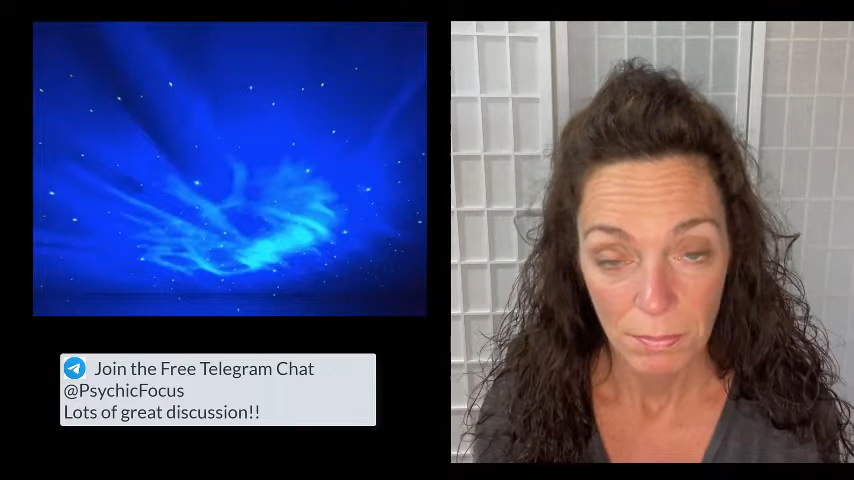 Join the Free Telegram Chat
@PsychicFocus
Lots of great discussion!!